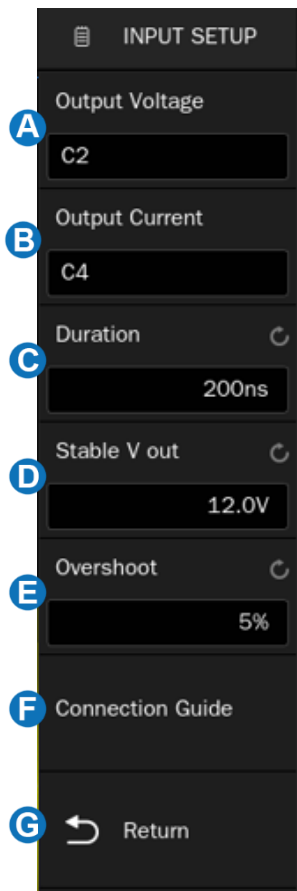 INPUT SETUP
Output Voltage
A
C2
Output Current
B
C4
Duration
C
200ns
Stable V out
D
12.0V
Overshoot
E
5%
F Connection Guide
G Return